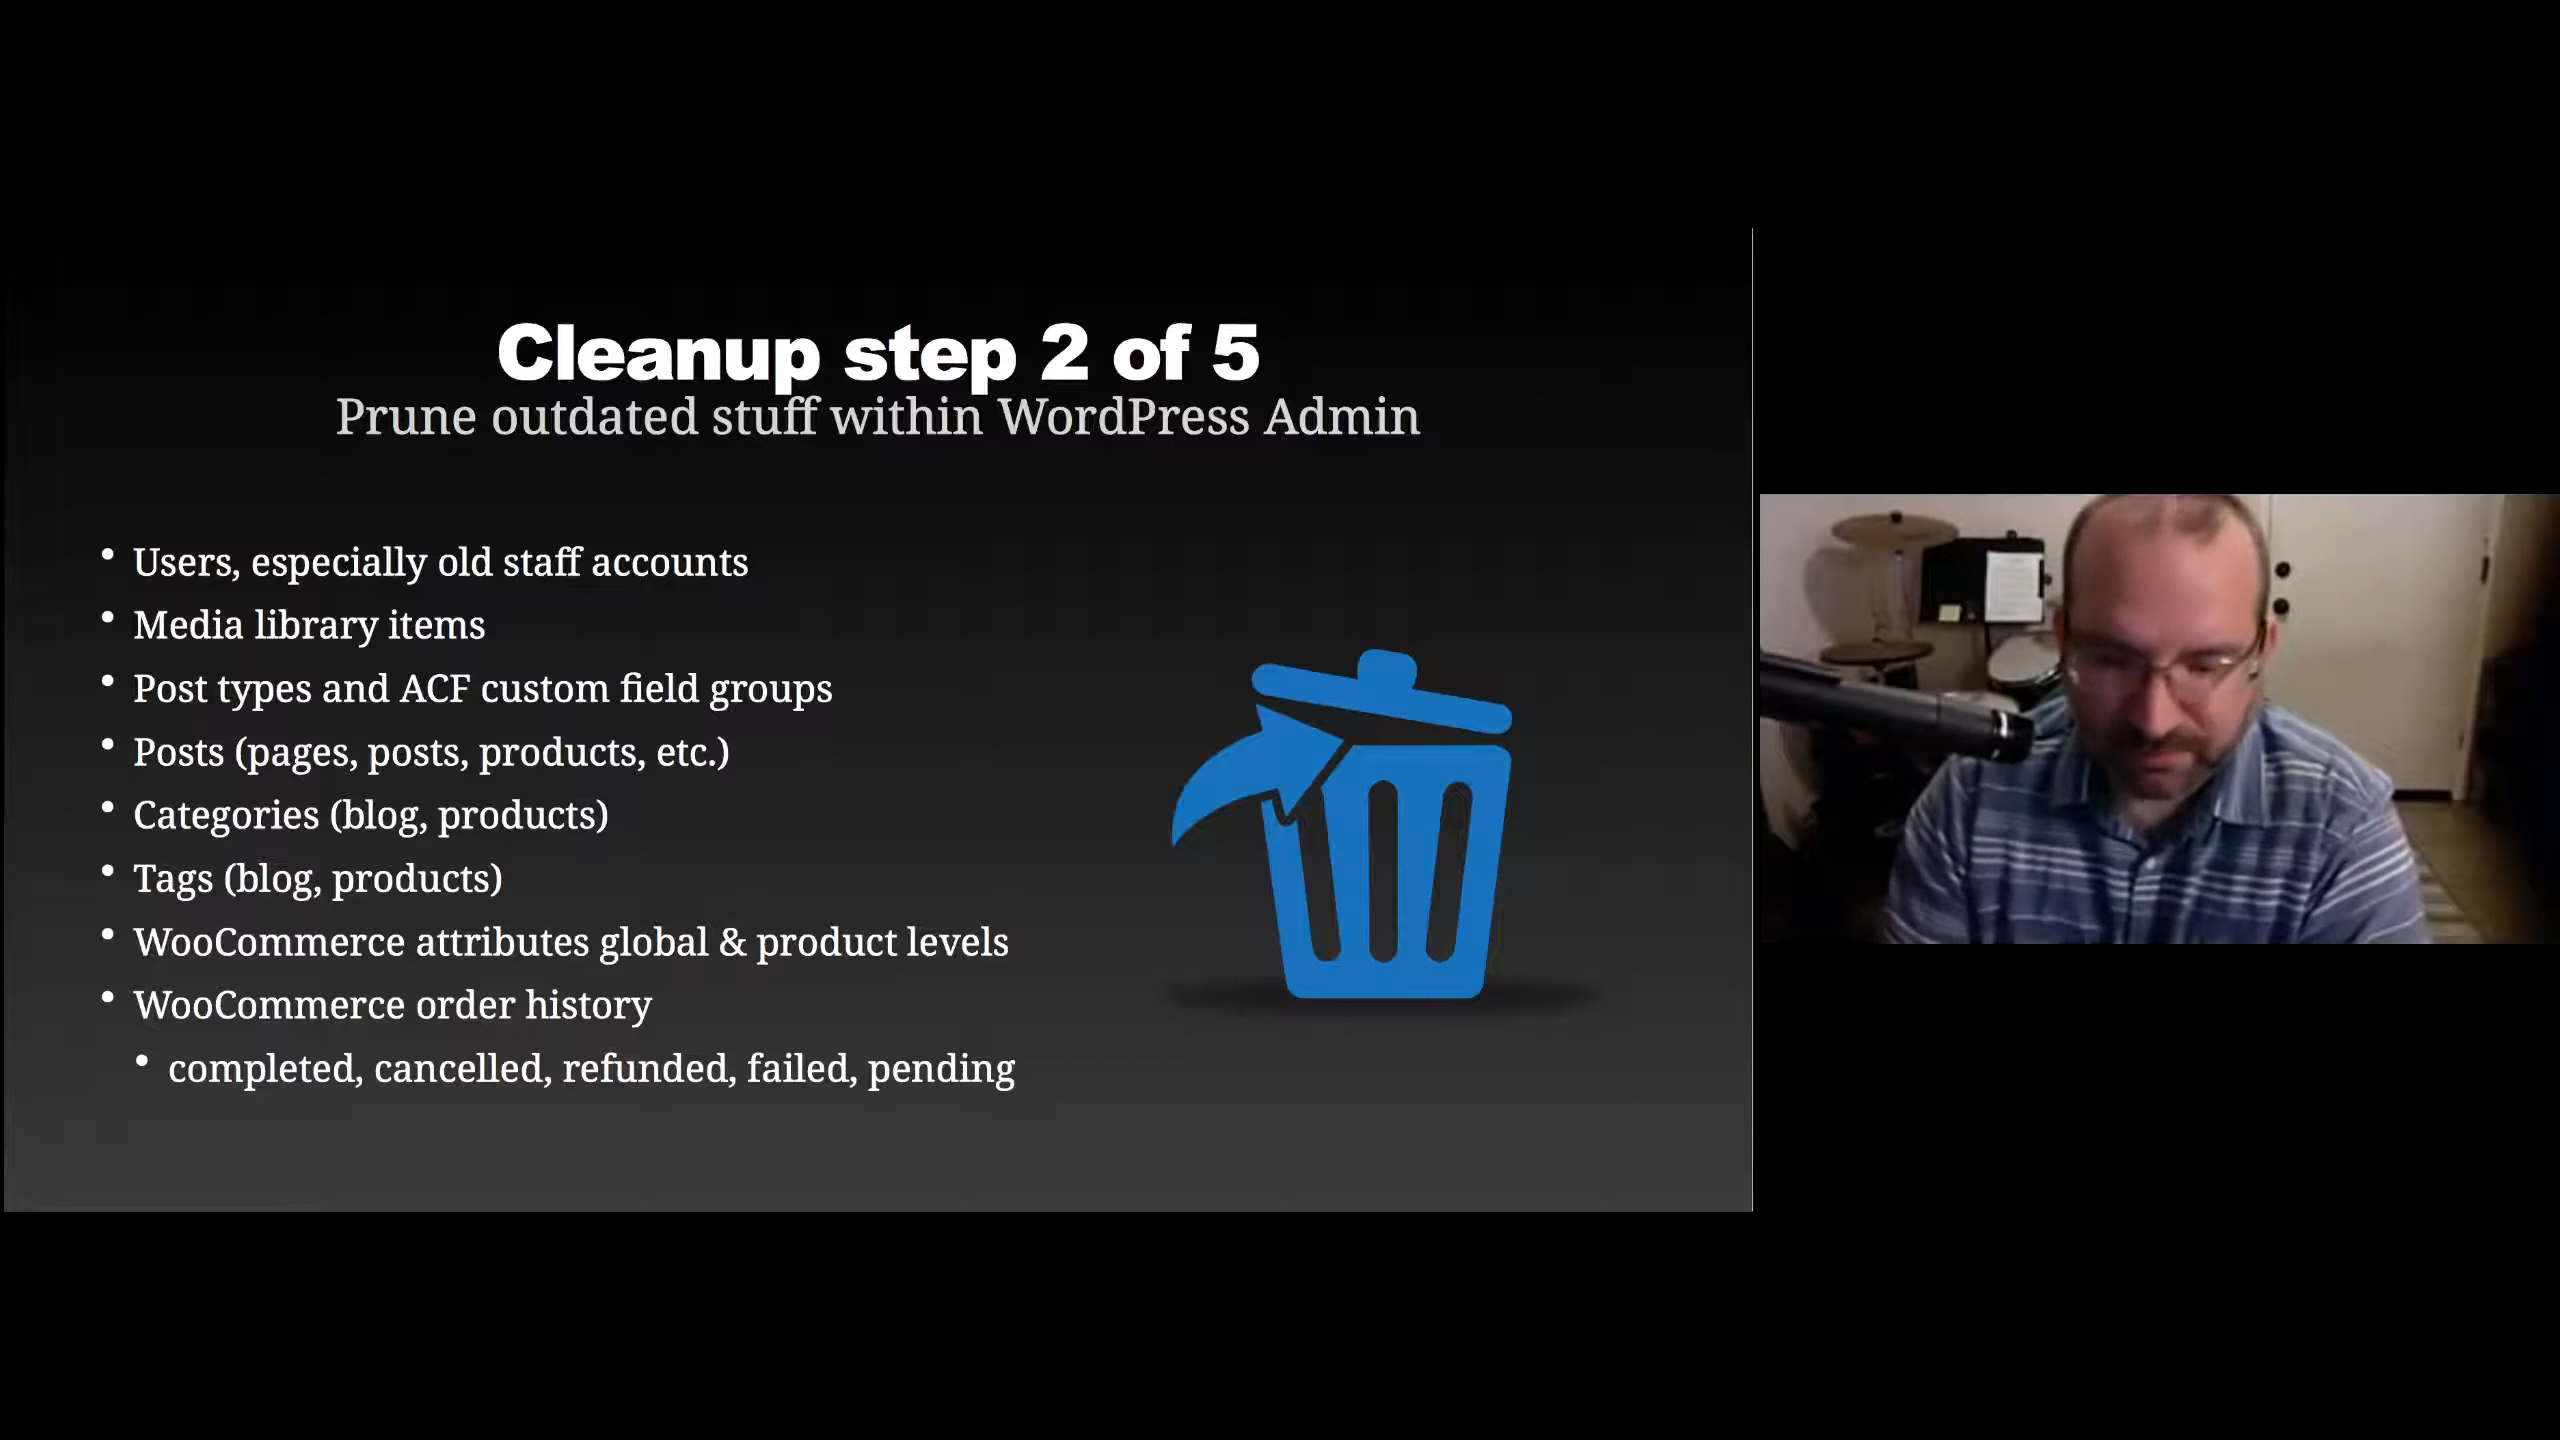 Cleanup step 2 of 5
Prune outdated stuff within WordPress Admin
• Users, especially old staff accounts
• Media library items
• Post types and ACF custom field groups
• Posts (pages, posts, products, etc.)
• Categories (blog, products)
• Tags (blog, products)
• WooCommerce attributes global & product levels
• WooCommerce order history
• completed, cancelled, refunded, failed, pending